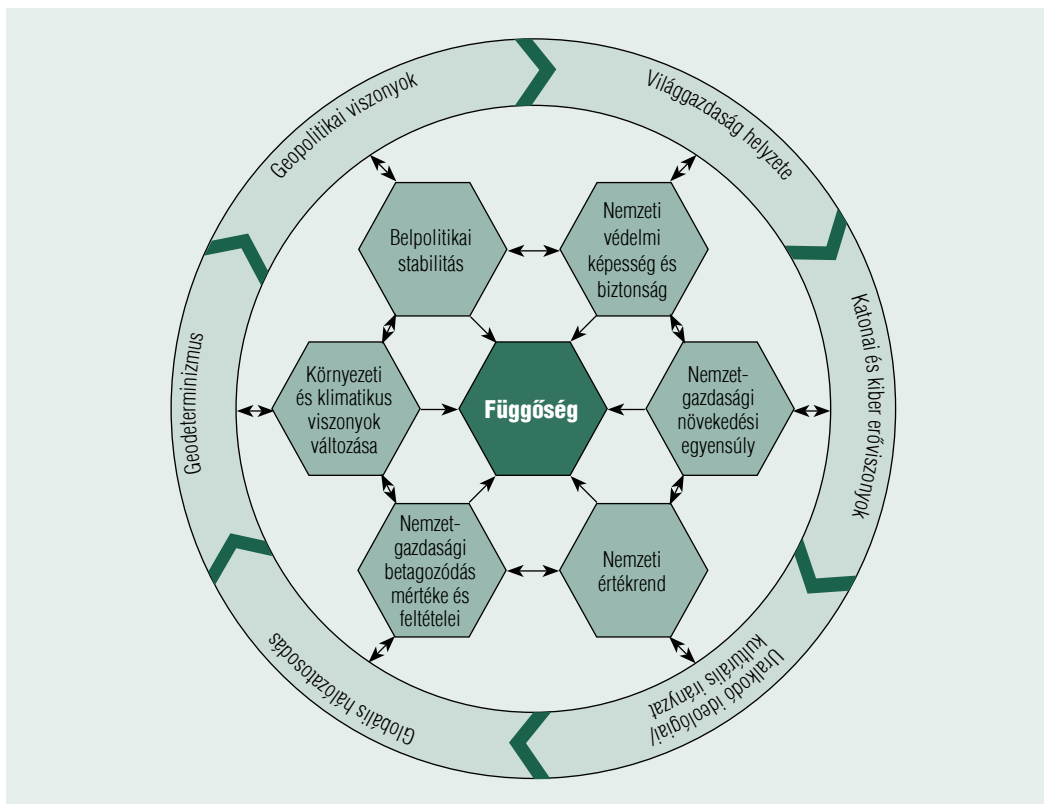 Geopolitikai viszonyok
Világgazdaság helyzete
Belpolitikai
stabilitás
Nemzeti
védelmi
képesség és
biztonság
Geodeterminizmus
Környezeti
és klimatikus
viszonyok
változása
Függőség
Nemzet-
gazdasági
növekedési
egyensúly
Katonai és kiber erőviszonyok
Nemzet-
gazdasági
betagozódás
mértéke és
feltételei
Nemzeti
értékrend
Globális hálózatosodás
Uralkodó ideológiai/
kultúrális irányzat